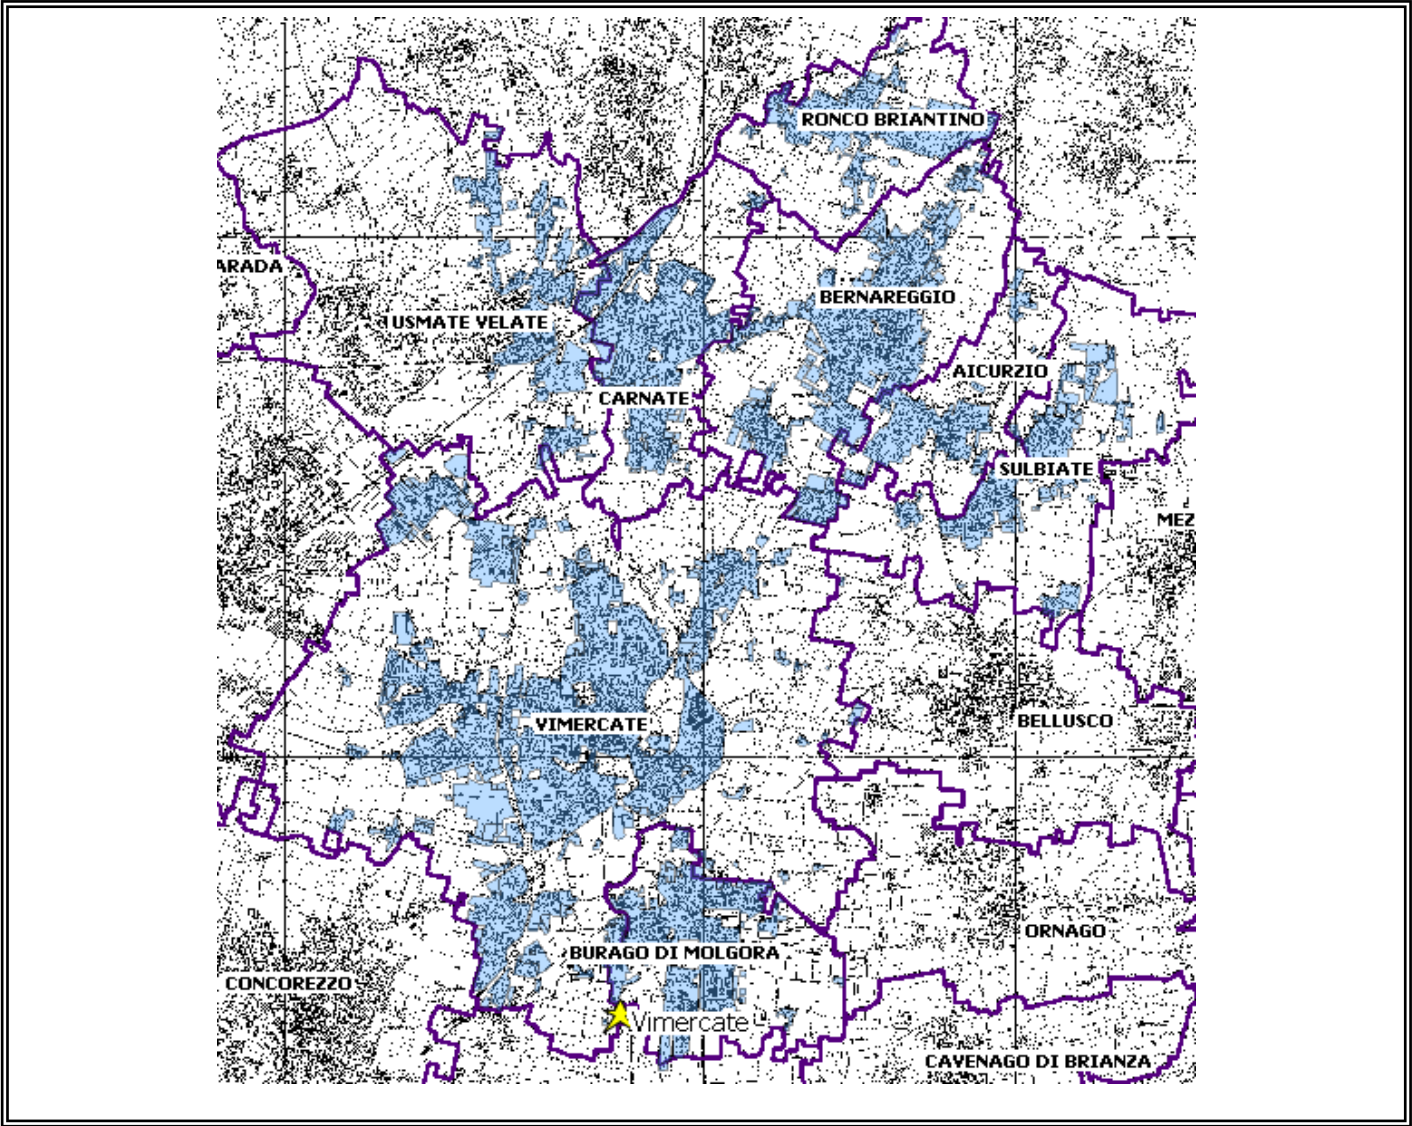 RONCO BRIANTINO
ARADA
BERNAREGGIO
USMATE VELATE
AICURZIO
CARNATE
SULBIATE
MEZ
BELLUSCO
VIMERCATE
ORNAGO
BURAGO DI MOLGORA
CONCOREZZO
Vimercate
CAVENAGO DI BRIANZA